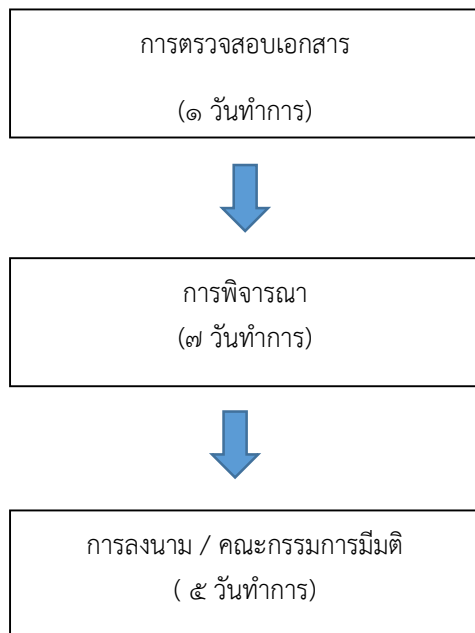 การตรวจสอบเอกสาร
(๑ วันทำการ)
การพิจารณา
(๗ วันทำการ)
การลงนาม / คณะกรรมการมีมติ
( ๕ วันทำการ)